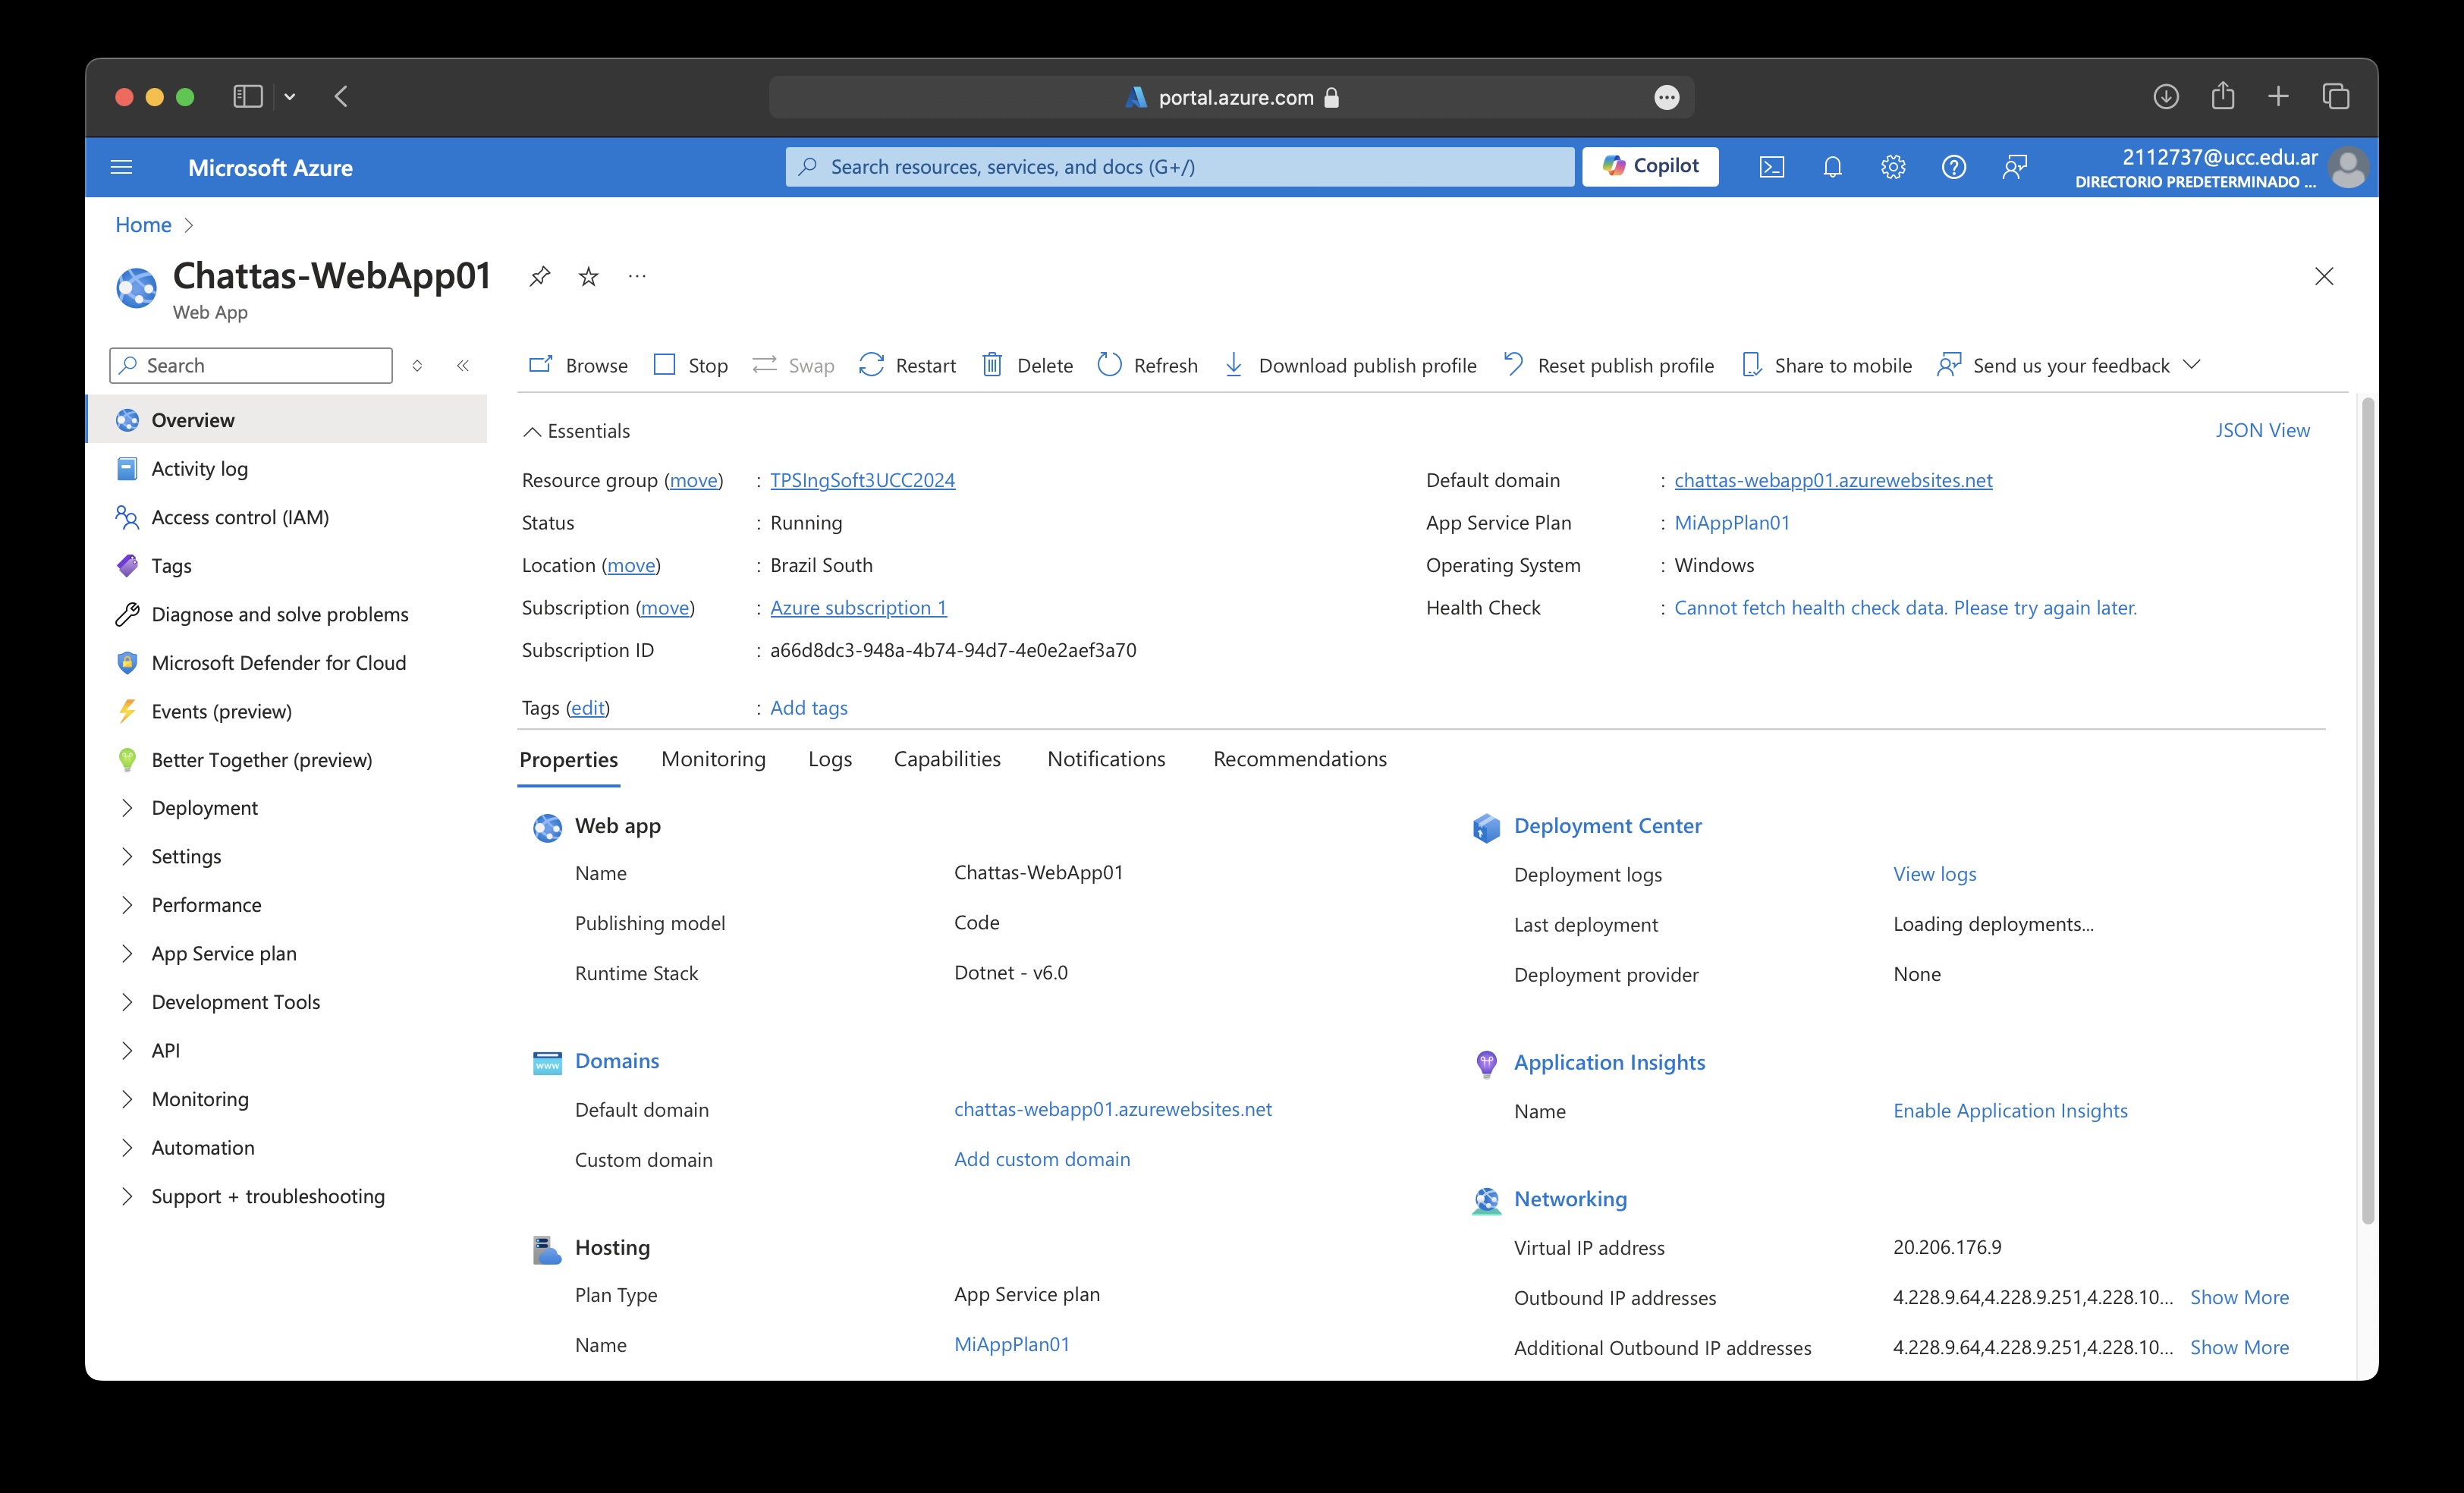 portal.azure.com
Microsoft Azure
Search resources, services, and docs (G+/)
Copilot
2112737@ucc.edu.ar
DIRECTORIO PREDETERMINADO ...
Home
Chattas-WebApp01
Web App
Search
Browse
Stop
Swap
Restart
Delete
Refresh
Download publish profile
Reset publish profile
Share to mobile
Send us your feedback
Overview
Activity log
Access control (IAM)
Tags
Diagnose and solve problems
Microsoft Defender for Cloud
Events (preview)
Better Together (preview)
Deployment
Settings
Performance
App Service plan
Development Tools
API
Monitoring
Automation
Support + troubleshooting
Essentials
JSON View
Resource group (move) : TPSIngSoft3UCC2024
Status : Running
Location (move) : Brazil South
Subscription (move) : Azure subscription 1
Subscription ID : a66d8dc3-948a-4b74-94d7-4e0e2aef3a70
Default domain : chattas-webapp01.azurewebsites.net
App Service Plan : MiAppPlan01
Operating System : Windows
Health Check : Cannot fetch health check data. Please try again later.
Tags (edit) : Add tags
Properties
Monitoring
Logs
Capabilities
Notifications
Recommendations
Web app
Name Chattas-WebApp01
Publishing model Code
Runtime Stack Dotnet - v6.0
www
Domains
Default domain chattas-webapp01.azurewebsites.net
Custom domain Add custom domain
Hosting
Plan Type App Service plan
Name MiAppPlan01
Deployment Center
Deployment logs View logs
Last deployment Loading deployments...
Deployment provider None
Application Insights
Name Enable Application Insights
Networking
Virtual IP address 20.206.176.9
Outbound IP addresses 4.228.9.64,4.228.9.251,4.228.10... Show More
Additional Outbound IP addresses 4.228.9.64,4.228.9.251,4.228.10... Show More